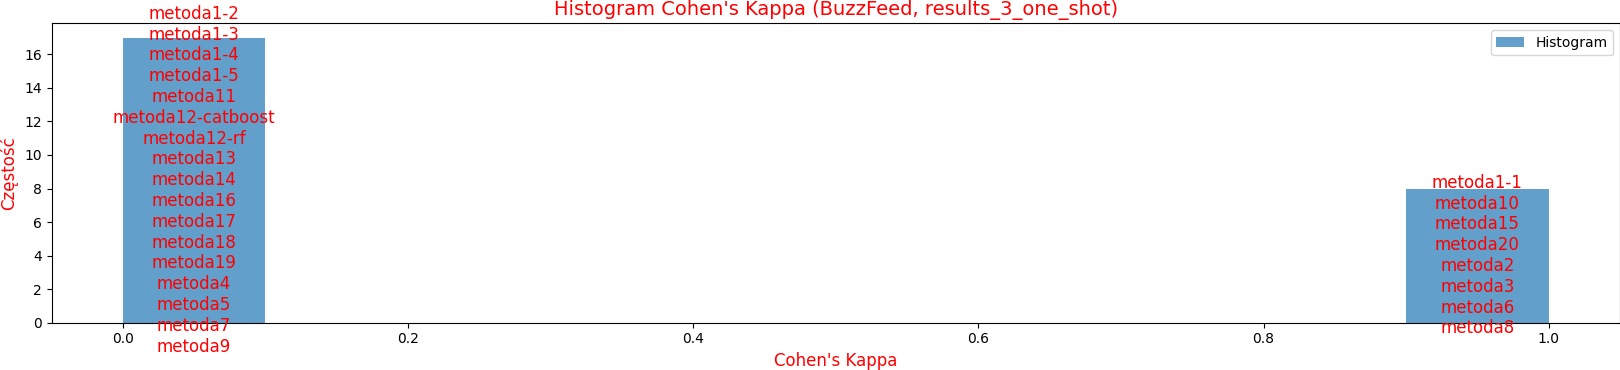 Histogram Cohen's Kappa (BuzzFeed, results_3_one_shot)
Histogram
Częstość
16
14
12
10
8
6
4
2
0
metoda1-2
metoda1-3
metoda1-4
metoda1-5
metoda11
metoda12-catboost
metoda12-rf
metoda13
metoda14
metoda16
metoda17
metoda18
metoda19
metoda4
metoda5
metoda7
metoda9
metoda1-1
metoda10
metoda15
metoda20
metoda2
metoda3
metoda6
metoda8
0.0
0.2
0.4
0.6
0.8
1.0
Cohen's Kappa